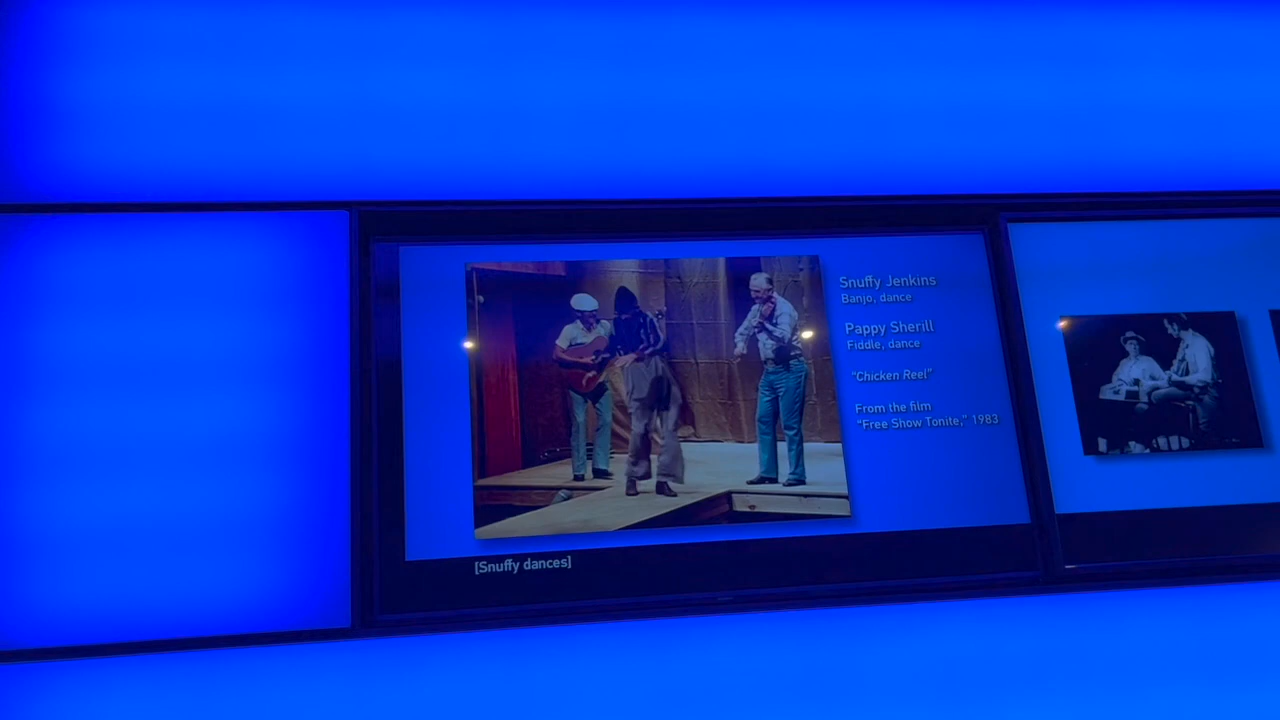 Snuffy Jenkins
Banjo, dance
Pappy Sherill
Fiddle, dance
“Chicken Reel”
From the film
“Free Show Tonite,” 1983
[Snuffy dances]